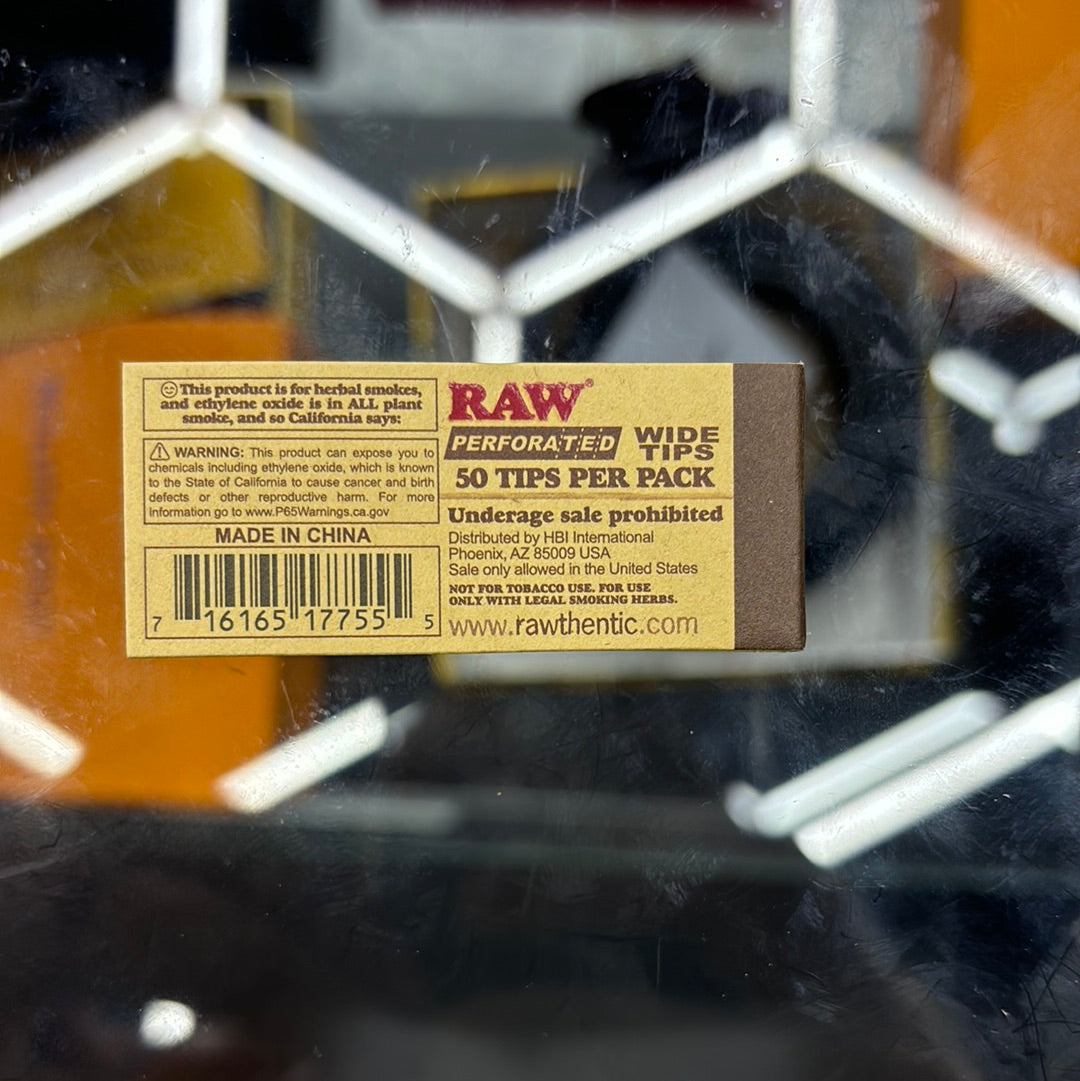 This product is for herbal smokes,
and ethylene oxide is in ALL plant
smoke, and so California says:
WARNING: This product can expose you to
chemicals including ethylene oxide, which is known
to the State of California to cause cancer and birth
defects or other reproductive harm. For more
information go to www.P65Warnings.ca.gov
MADE IN CHINA
7 16165 17755 5
RAW®
PERFORATED
WIDE
TIPS
50 TIPS PER PACK
Underage sale prohibited
Distributed by HBI International
Phoenix, AZ 85009 USA
Sale only allowed in the United States
NOT FOR TOBACCO USE. FOR USE
ONLY WITH LEGAL SMOKING HERBS.
www.rawthentic.com